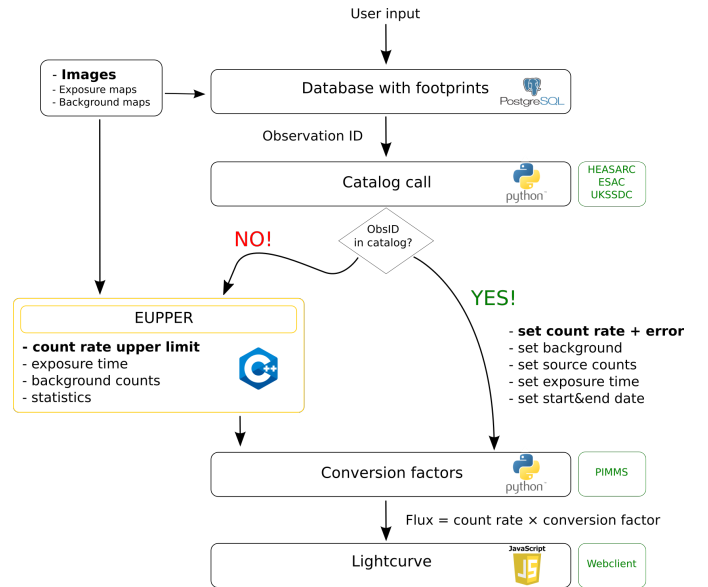 User input
- Images
- Exposure maps
- Background maps
Database with footprints
PostgreSQL
Observation ID
Catalog call
python
HEASARC
ESAC
UKSSDC
ObsID
in catalog?
NO!
YES!
EUPPER
- count rate upper limit
- exposure time
- background counts
- statistics
C++
- set count rate + error
- set background
- set source counts
- set exposure time
- set start&end date
Conversion factors
python
PIMMS
Flux = count rate × conversion factor
Lightcurve
JavaScript
JS
Webclient